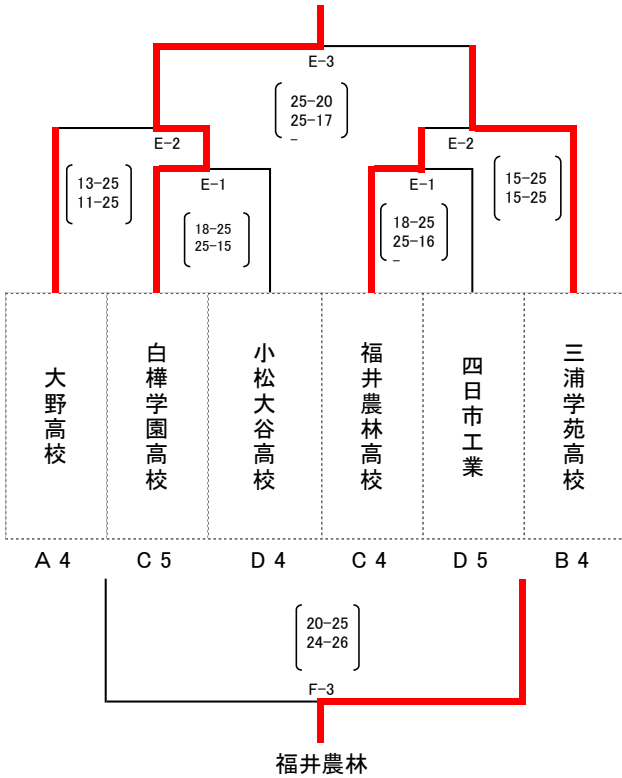 E-3
25-20
25-17
-
E-2
E-2
13-25
11-25
E-1
E-1
15-25
15-25
18-25
25-15
18-25
25-16
-
大野高校
白樺学園高校
小松大谷高校
福井農林高校
四日市工業
三浦学苑高校
A 4
C 5
D 4
C 4
D 5
B 4
20-25
24-26
F-3
福井農林